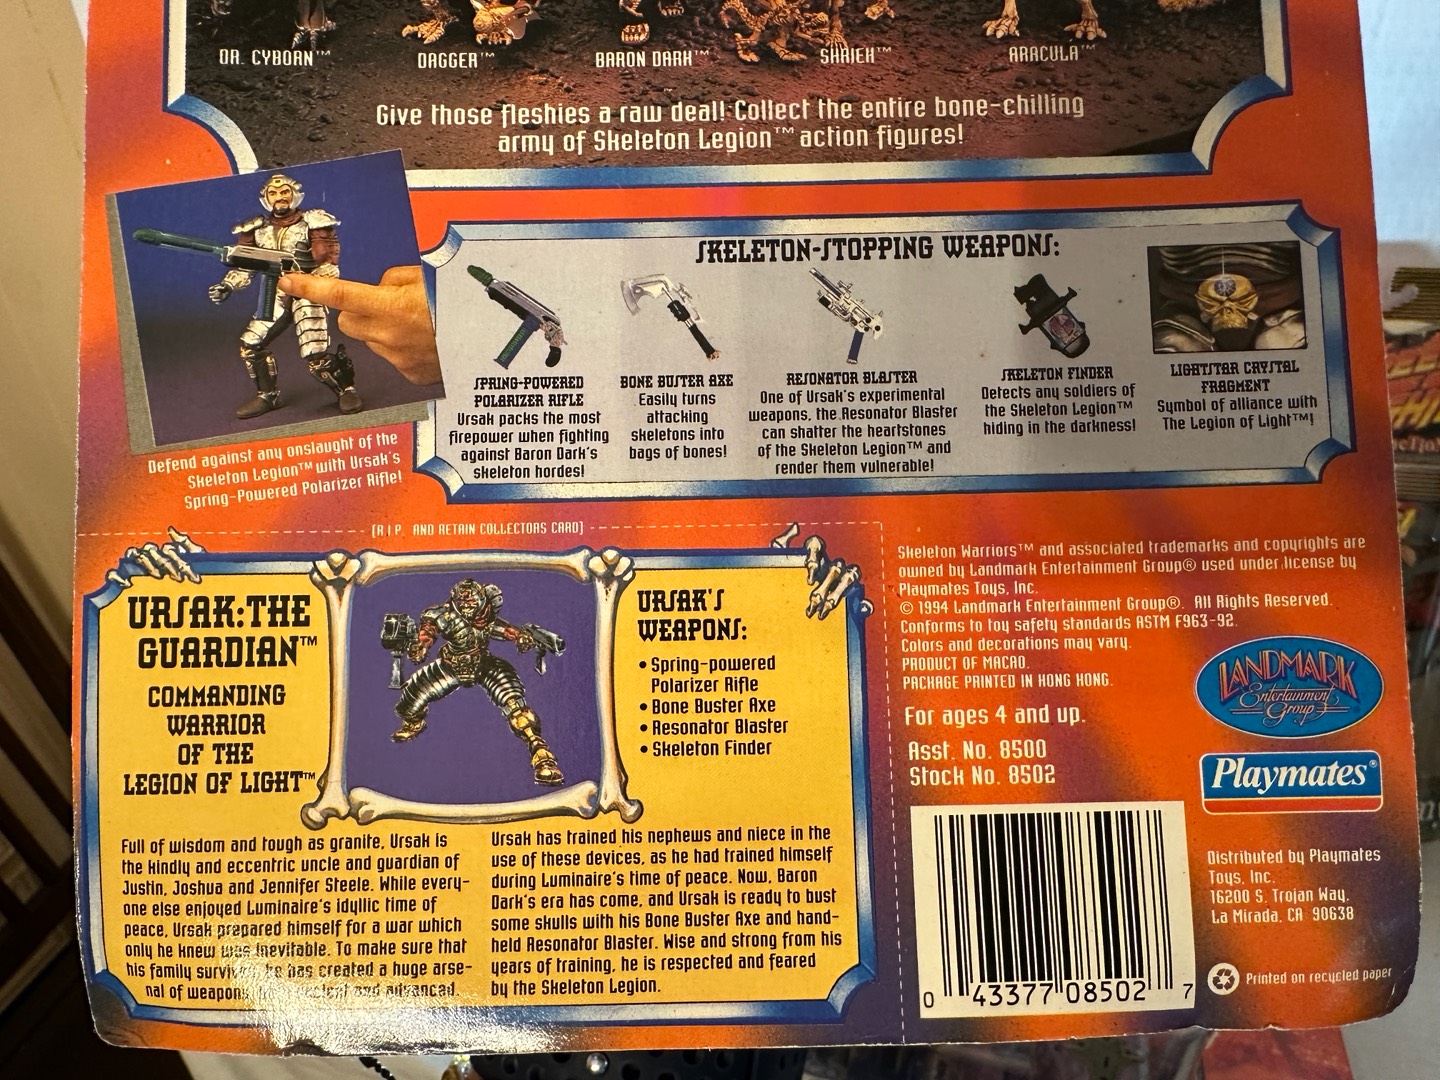 DR. CYBORN™
DAGGER™
BARON DARK™
SHRIEK™
ARACULA™
Give those fleshies a raw deal! Collect the entire bone-chilling
army of Skeleton Legion™ action figures!
SKELETON-STOPPING WEAPONS:
SPRING-POWERED
POLARIZER RIFLE
Ursak packs the most
firepower when fighting
against Baron Dark's
skeleton hordes!
BONE BUSTER AXE
Easily turns
attacking
skeletons into
bags of bones!
RESONATOR BLASTER
One of Ursak's experimental
weapons, the Resonator Blaster
can shatter the heartstones
of the Skeleton Legion™ and
render them vulnerable!
SKELETON FINDER
Detects any soldiers of
the Skeleton Legion™
hiding in the darkness!
LIGHTSTAR CRYSTAL
FRAGMENT
Symbol of alliance with
The Legion of Light™!
Defend against any onslaught of the
Skeleton Legion™ with Ursak's
Spring-Powered Polarizer Rifle!
(R.I.P. AND RETAIN COLLECTORS CARD)
URSAK: THE
GUARDIAN™
COMMANDING
WARRIOR
OF THE
LEGION OF LIGHT™
URSAK'S
WEAPONS:
• Spring-powered
Polarizer Rifle
• Bone Buster Axe
• Resonator Blaster
• Skeleton Finder
Full of wisdom and tough as granite, Ursak is
the kindly and eccentric uncle and guardian of
Justin, Joshua and Jennifer Steele. While every-
one else enjoyed Luminaire's idyllic time of
peace, Ursak prepared himself for a war which
only he knew was inevitable. To make sure that
his family he has created a huge arse-
nal of weapons and advanced.
Ursak has trained his nephews and niece in the
use of these devices, as he had trained himself
during Luminaire's time of peace. Now, Baron
Dark's era has come, and Ursak is ready to bust
some skulls with his Bone Buster Axe and hand-
held Resonator Blaster. Wise and strong from his
years of training, he is respected and feared
by the Skeleton Legion.
Skeleton Warriors™ and associated trademarks and copyrights are
owned by Landmark Entertainment Group® used under license by
Playmates Toys, Inc.
© 1994 Landmark Entertainment Group®. All Rights Reserved.
Conforms to toy safety standards ASTM F963-92.
Colors and decorations may vary.
PRODUCT OF MACAO.
PACKAGE PRINTED IN HONG KONG.
For ages 4 and up.
Asst. No. 8500
Stock No. 8502
LANDMARK
Entertainment
Group
Playmates®
Distributed by Playmates
Toys, Inc.
16200 S. Trojan Way,
La Mirada, CA 90638
Printed on recycled paper
0 43377 08502 7